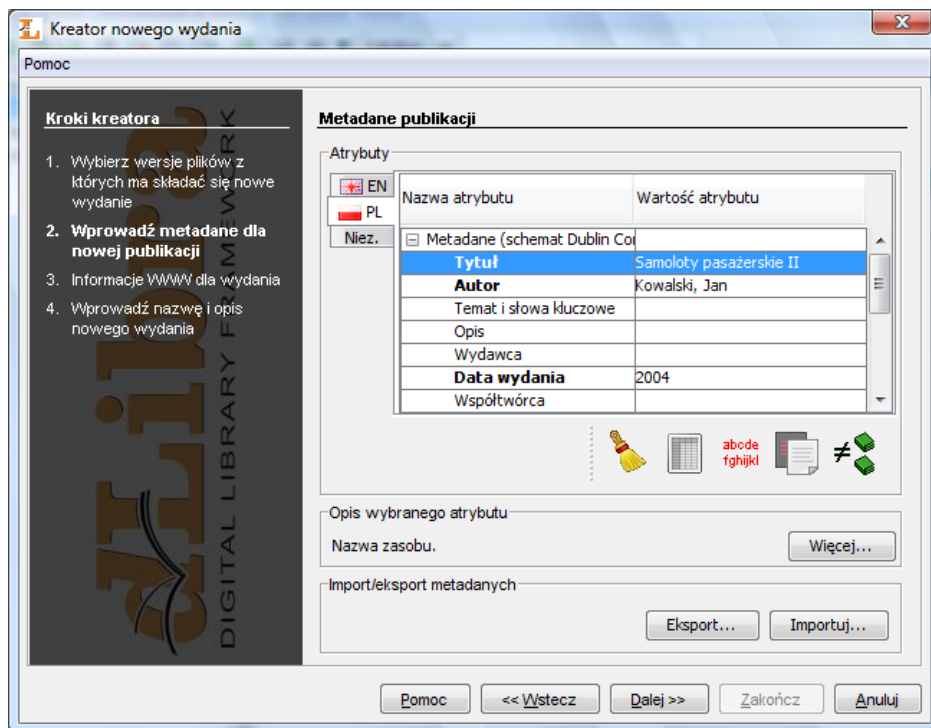 Kreator nowego wydania
Pomoc
Kroki kreatora
1. Wybierz wersje plików z
których ma składać się nowe
wydanie
2. Wprowadź metadane dla
nowej publikacji
3. Informacje WWW dla wydania
4. Wprowadź nazwę i opis
nowego wydania
dLibra
DIGITAL LIBRARY FRAMEWORK
Metadane publikacji
Atrybuty
EN
PL
Niez.
Nazwa atrybutu Wartość atrybutu
Metadane (schemat Dublin Cor
Tytuł Samoloty pasażerskie II
Autor Kowalski, Jan
Temat i słowa kluczowe
Opis
Wydawca
Data wydania 2004
Współtwórca
abcde
fghijkl
≠
Opis wybranego atrybutu
Nazwa zasobu.
Więcej...
Import/eksport metadanych
Eksport... Importuj...
Pomoc << Wstecz Dalej >> Zakończ Anuluj